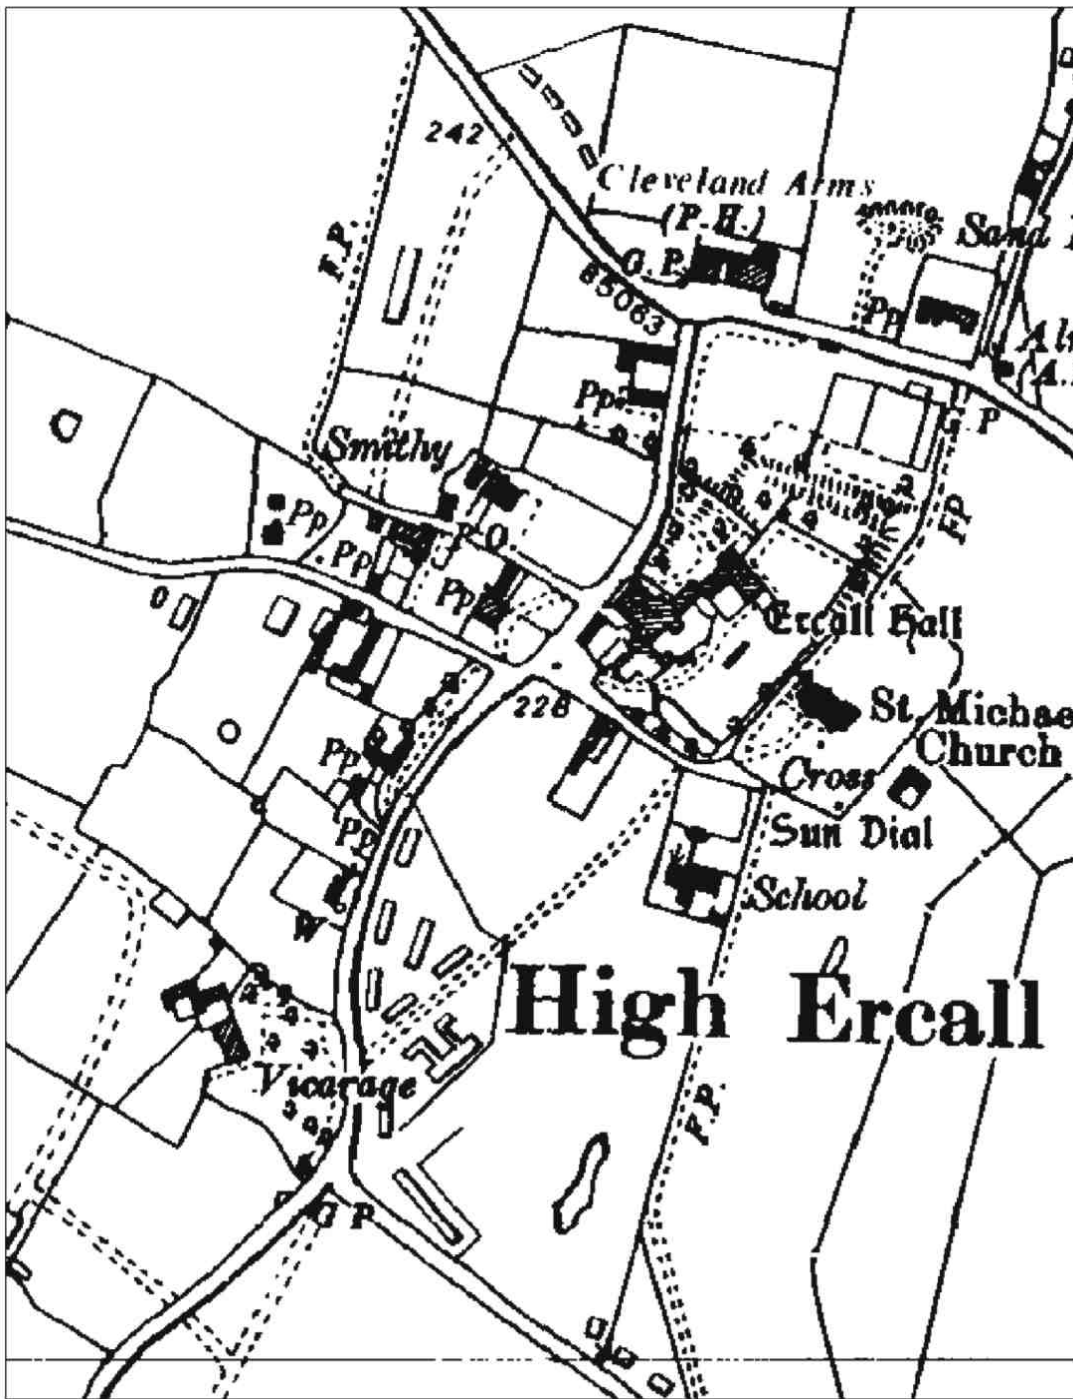 242
Cleveland Arms
(P.H.)
F.P.
G.P.
B5063
Sand
Pp
(A.
Pp
G.P
Smithy
Pp
P.O.
F.P
Pp
Pp
Ercall Hall
228
St. Michae
Church
Pp
Cross
Sun Dial
Pp
School
W
High Ercall
Vicarage
F.P.
G P